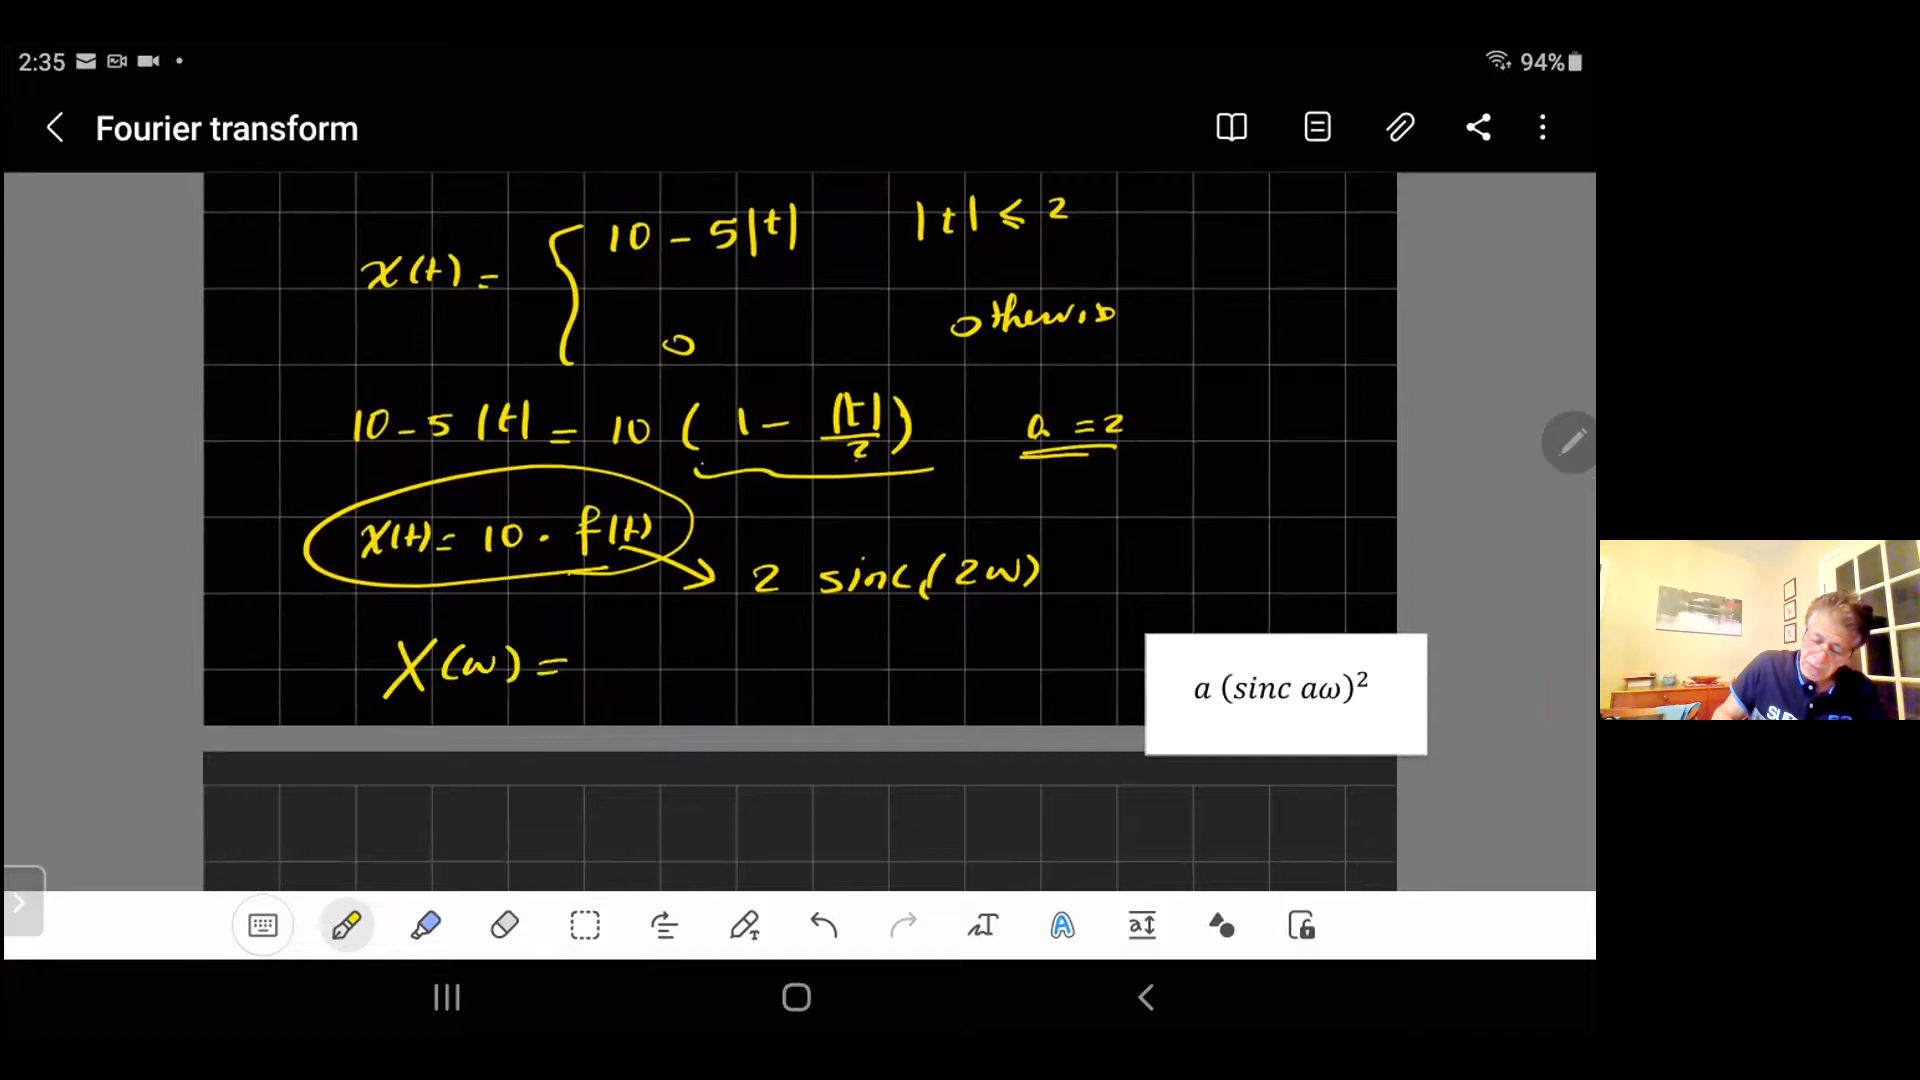 2:35 94%
Fourier transform
x(t) = { 10 - 5|t| |t| ≤ 2
0 otherwis
10 - 5 |t| = 10 ( 1 - |t|/2 ) a = 2
x(t) = 10 · f(t) → 2 sinc(2ω)
X(ω) =
a (sinc aω)²